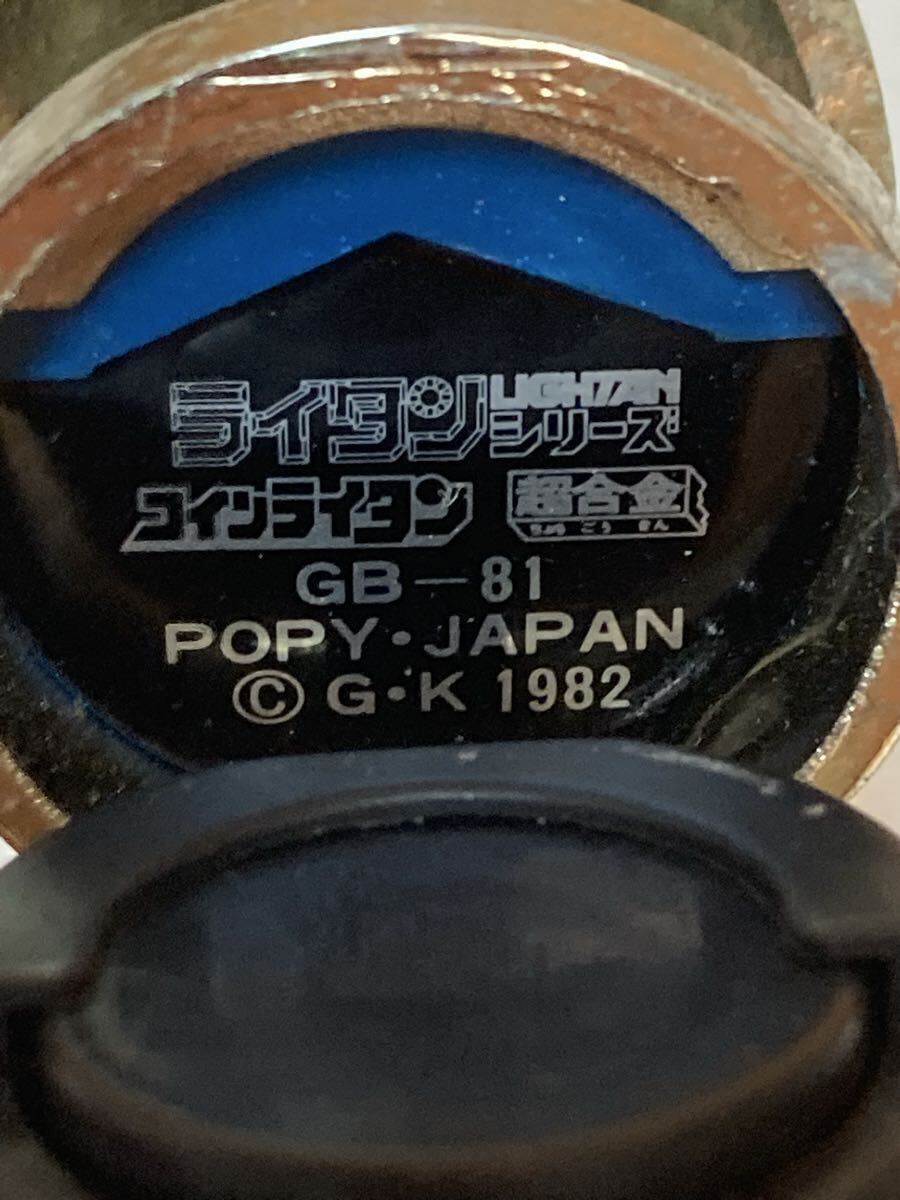 ライタン LIGHTAN シリーズ
コインライタン 超合金
ちょう ごう きん
GB-81
POPY・JAPAN
© G・K 1982